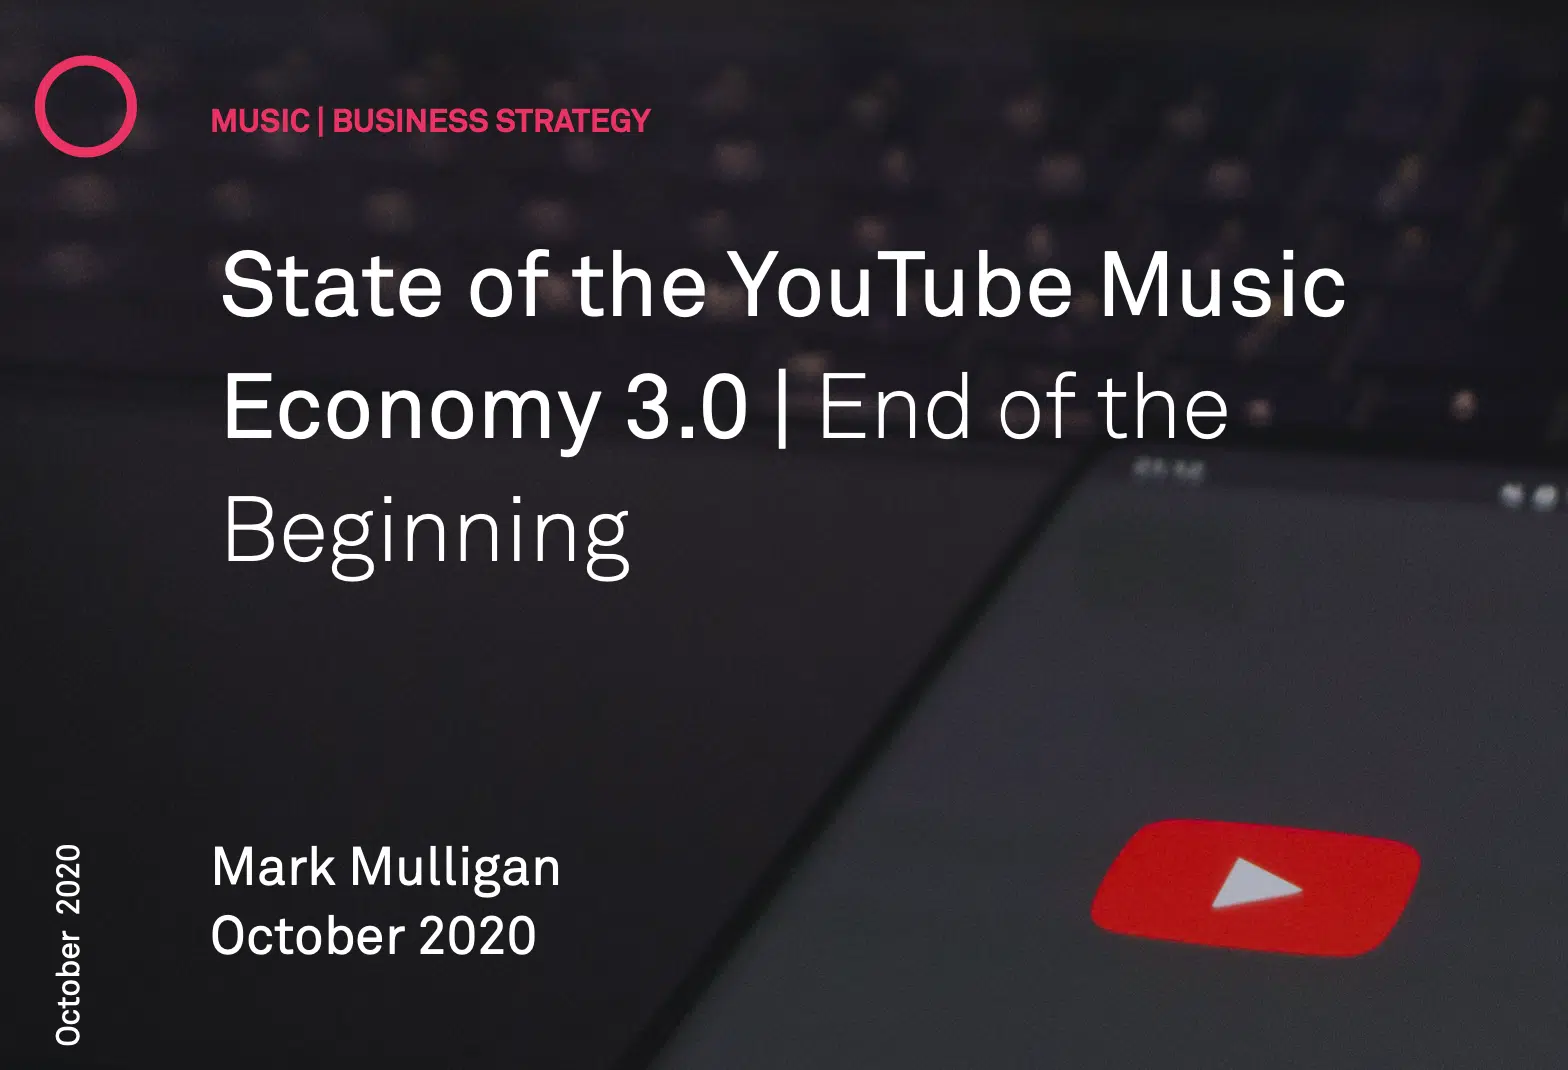 MUSIC | BUSINESS STRATEGY
State of the YouTube Music
Economy 3.0 | End of the
Beginning
Mark Mulligan
October 2020
October 2020